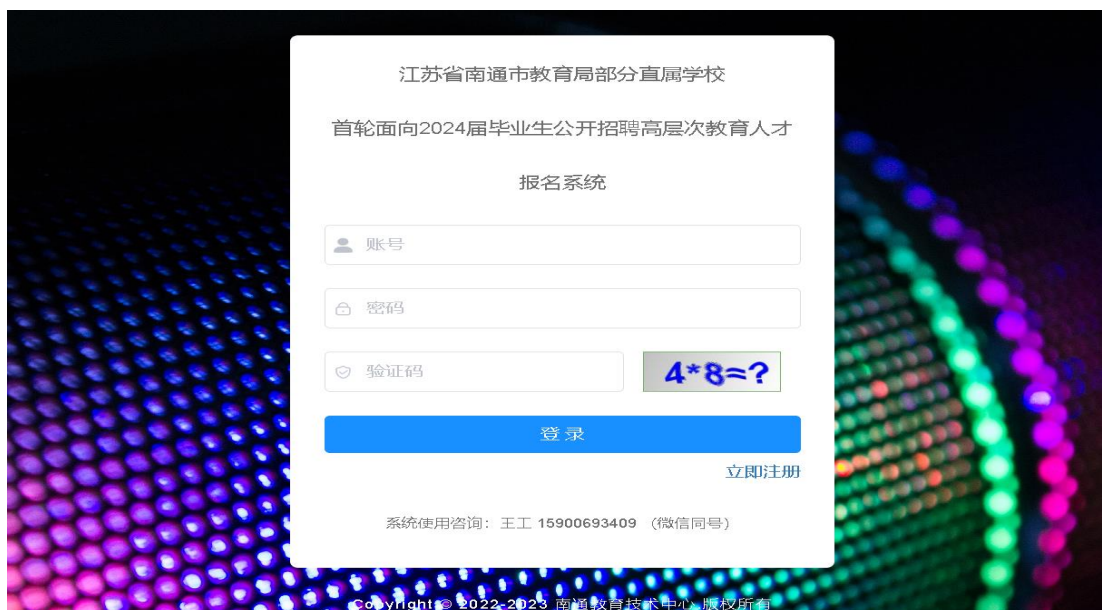 江苏省南通市教育局部分直属学校
首轮面向2024届毕业生公开招聘高层次教育人才
报名系统
账号
密码
验证码
4*8=?
登 录
立即注册
系统使用咨询：王工 15900693409 （微信同号）
Copyright © 2022-2023 南通教育技术中心 版权所有